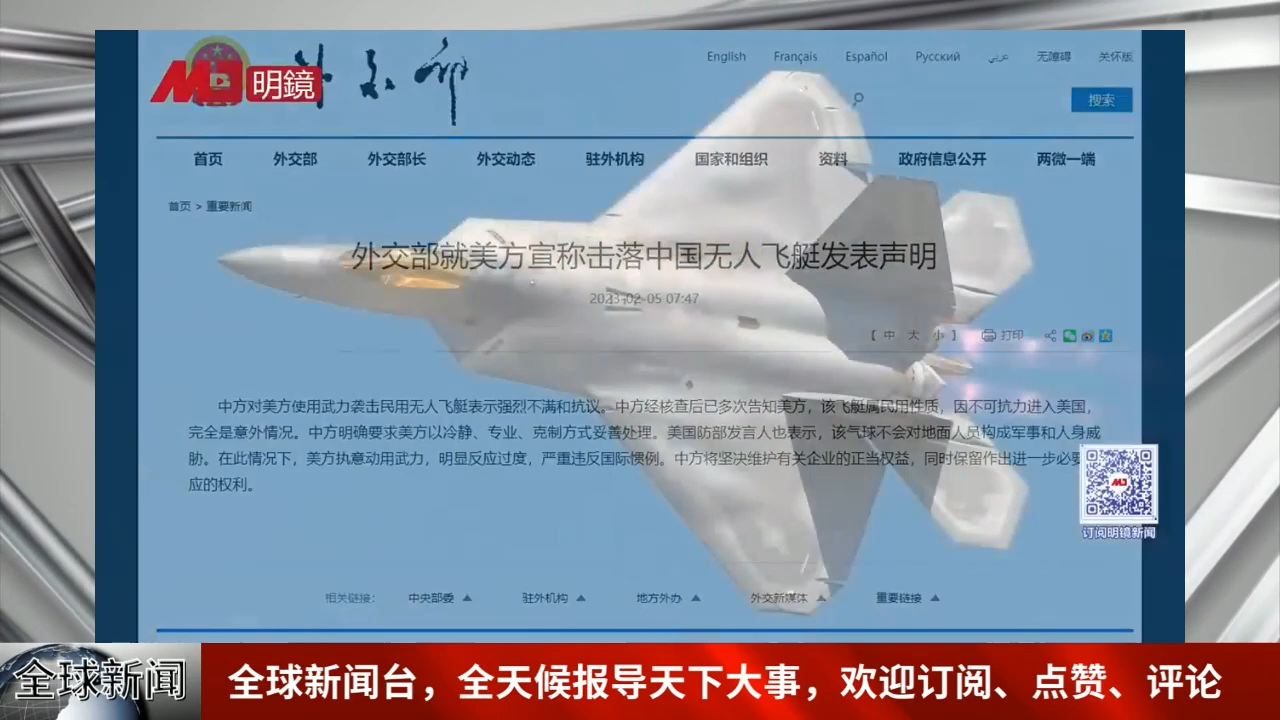 外交部
明鏡
English Français Español Русский عربي 无障碍 关怀版
搜索
首页 外交部 外交部长 外交动态 驻外机构 国家和组织 资料 政府信息公开 两微一端
首页 > 重要新闻
外交部就美方宣称击落中国无人飞艇发表声明
2023-02-05 07:47
【 中 大 小 】 打印
中方对美方使用武力袭击民用无人飞艇表示强烈不满和抗议。中方经核查后已多次告知美方，该飞艇属民用性质，因不可抗力进入美国，
完全是意外情况。中方明确要求美方以冷静、专业、克制方式妥善处理。美国防部发言人也表示，该气球不会对地面人员构成军事和人身威
胁。在此情况下，美方执意动用武力，明显反应过度，严重违反国际惯例。中方将坚决维护有关企业的正当权益，同时保留作出进一步必要
应的权利。
订阅明镜新闻
相关链接： 中央部委 驻外机构 地方外办 外交新媒体 重要链接
全球新闻
全球新闻台，全天候报导天下大事，欢迎订阅、点赞、评论